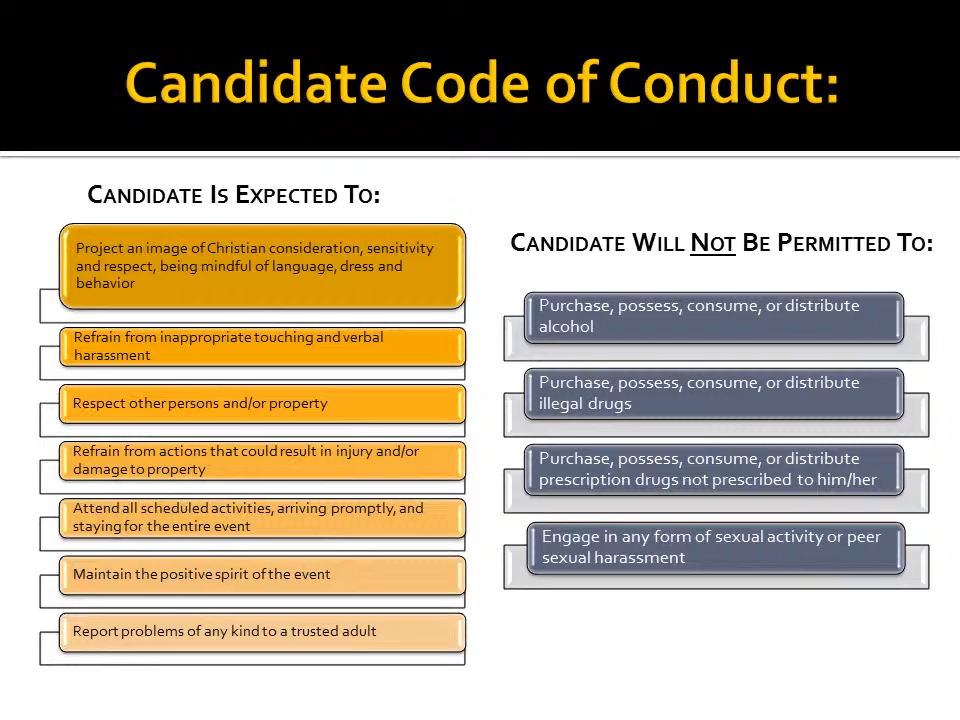 Candidate Code of Conduct:
CANDIDATE IS EXPECTED TO:
Project an image of Christian consideration, sensitivity
and respect, being mindful of language, dress and
behavior
Refrain from inappropriate touching and verbal
harassment
Respect other persons and/or property
Refrain from actions that could result in injury and/or
damage to property
Attend all scheduled activities, arriving promptly, and
staying for the entire event
Maintain the positive spirit of the event
Report problems of any kind to a trusted adult
CANDIDATE WILL NOT BE PERMITTED TO:
Purchase, possess, consume, or distribute
alcohol
Purchase, possess, consume, or distribute
illegal drugs
Purchase, possess, consume, or distribute
prescription drugs not prescribed to him/her
Engage in any form of sexual activity or peer
sexual harassment